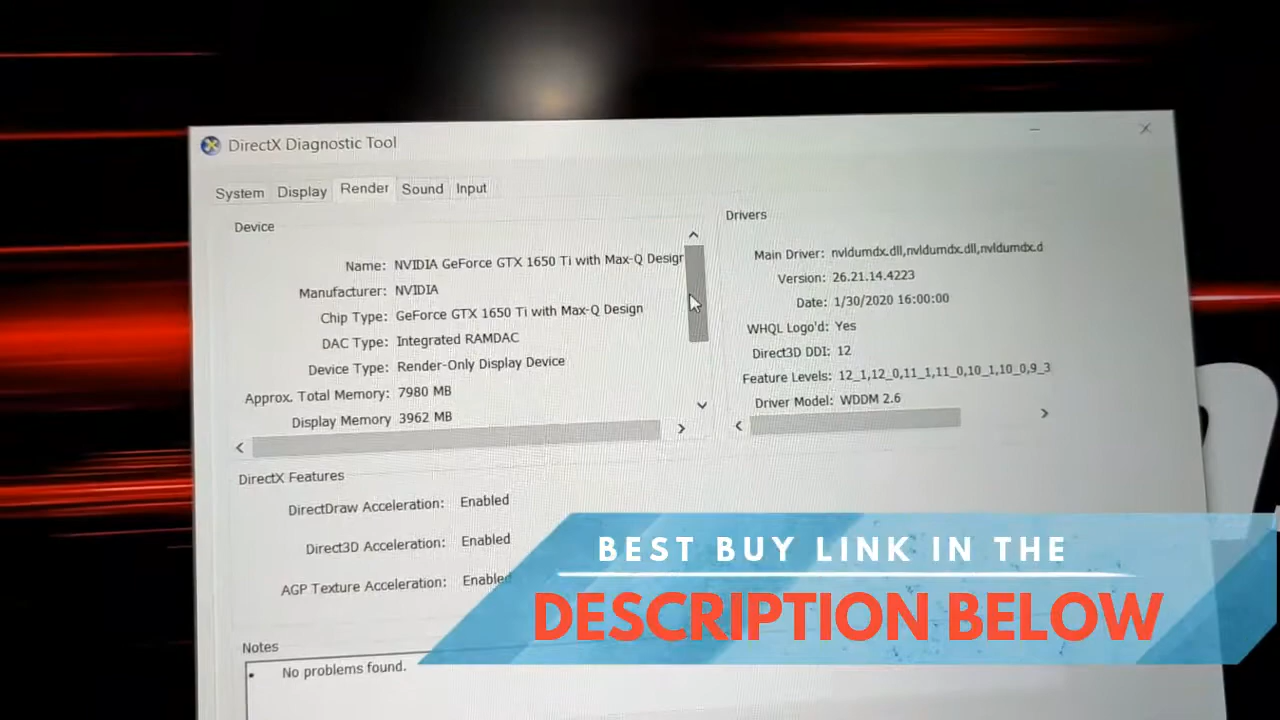 DirectX Diagnostic Tool
System Display Render Sound Input
Device
Name: NVIDIA GeForce GTX 1650 Ti with Max-Q Design
Manufacturer: NVIDIA
Chip Type: GeForce GTX 1650 Ti with Max-Q Design
DAC Type: Integrated RAMDAC
Device Type: Render-Only Display Device
Approx. Total Memory: 7980 MB
Display Memory 3962 MB
Drivers
Main Driver: nvldumdx.dll,nvldumdx.dll,nvldumdx.d
Version: 26.21.14.4223
Date: 1/30/2020 16:00:00
WHQL Logo'd: Yes
Direct3D DDI: 12
Feature Levels: 12_1,12_0,11_1,11_0,10_1,10_0,9_3
Driver Model: WDDM 2.6
DirectX Features
DirectDraw Acceleration: Enabled
Direct3D Acceleration: Enabled
AGP Texture Acceleration: Enabled
Notes
• No problems found.
BEST BUY LINK IN THE
DESCRIPTION BELOW